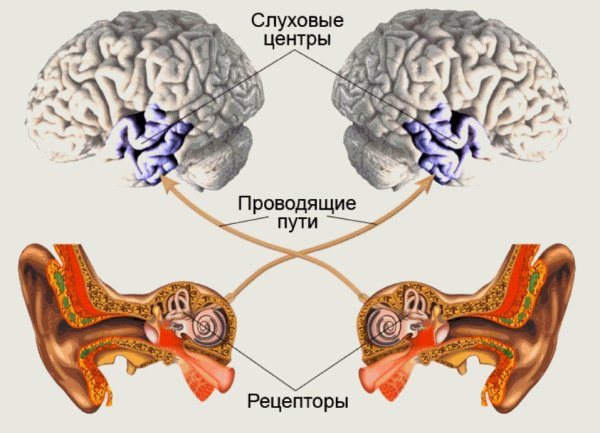 Слуховые
центры
Проводящие
пути
Рецепторы